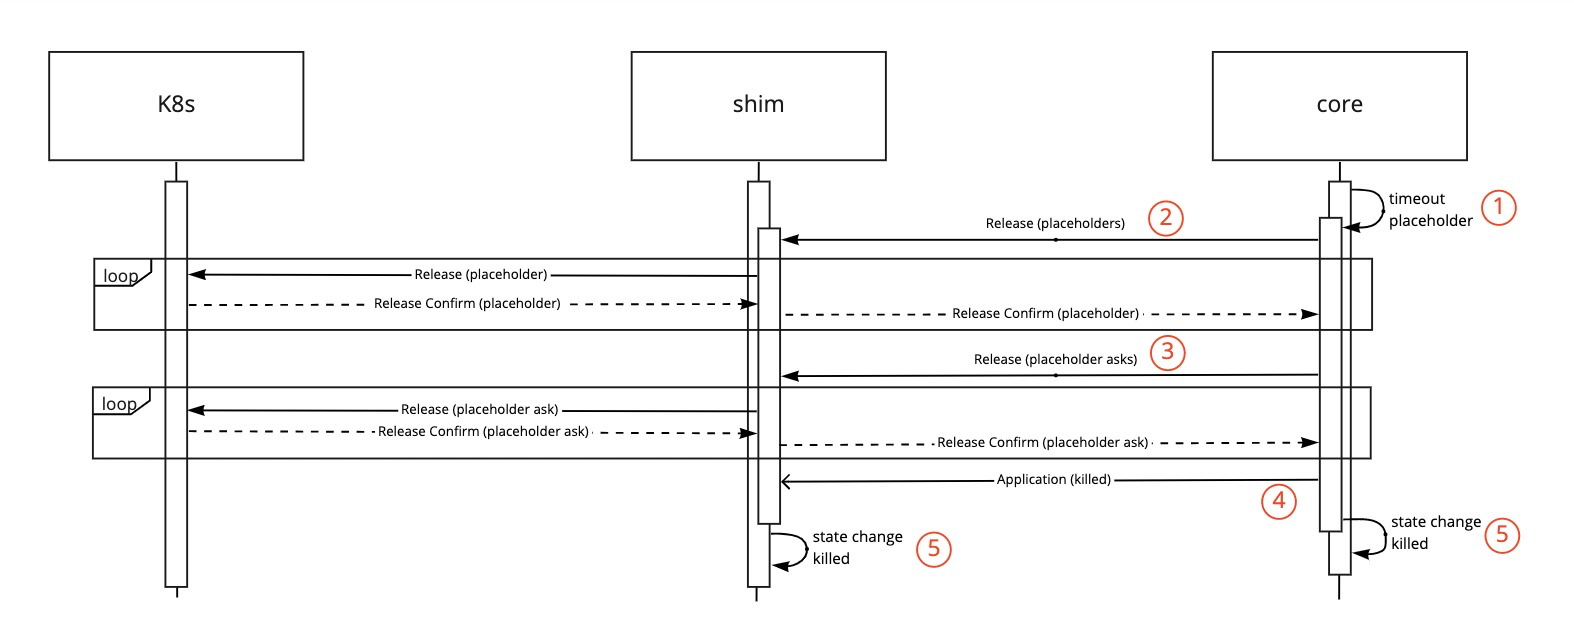 K8s
shim
core
timeout
placeholder
1
Release (placeholders)
2
loop
Release (placeholder)
Release Confirm (placeholder)
Release Confirm (placeholder)
Release (placeholder asks)
3
loop
Release (placeholder ask)
Release Confirm (placeholder ask)
Release Confirm (placeholder ask)
Application (killed)
4
state change
killed
5
state change
killed
5